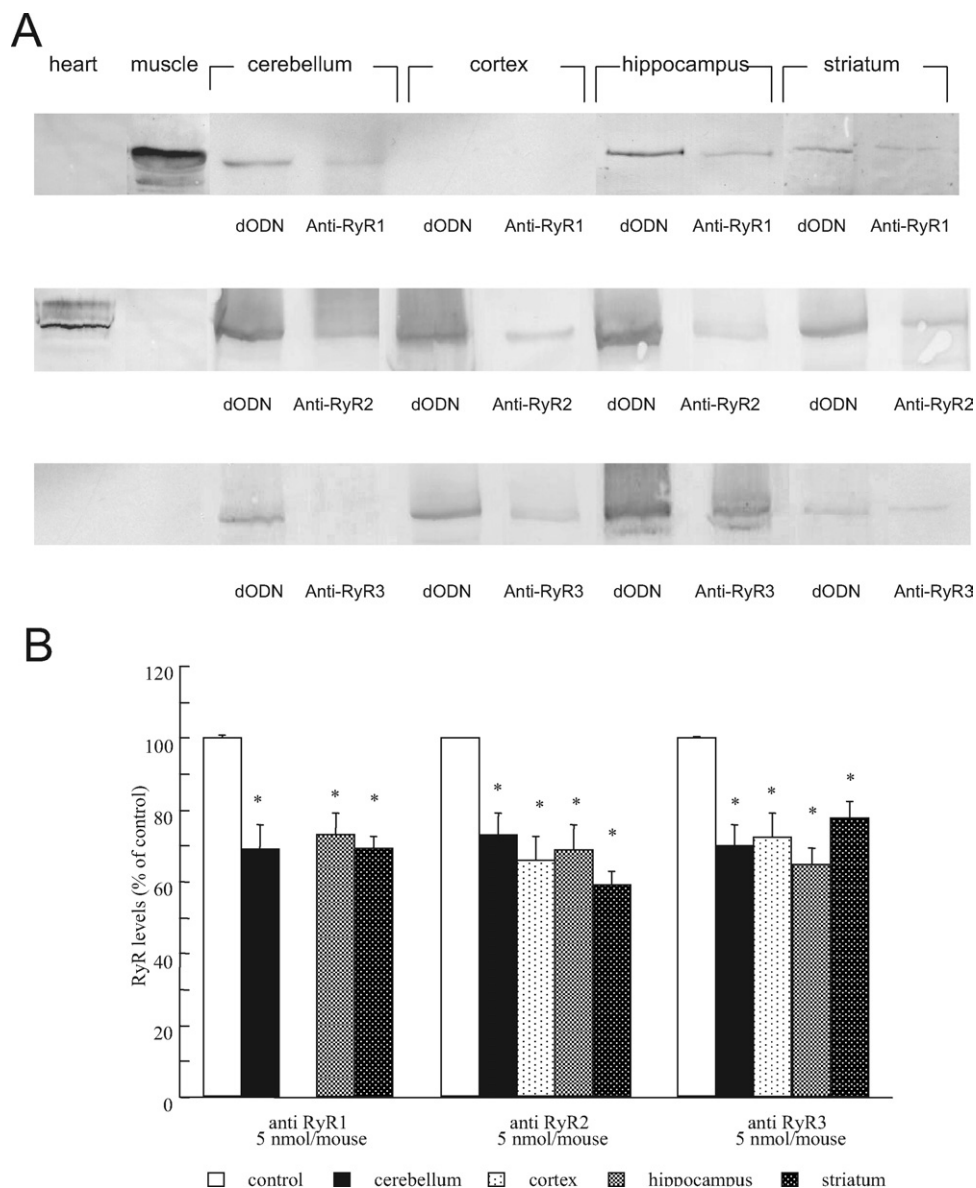 A
heart muscle cerebellum cortex hippocampus striatum
dODN Anti-RyR1 dODN Anti-RyR1 dODN Anti-RyR1 dODN Anti-RyR1
dODN Anti-RyR2 dODN Anti-RyR2 dODN Anti-RyR2 dODN Anti-RyR2
dODN Anti-RyR3 dODN Anti-RyR3 dODN Anti-RyR3 dODN Anti-RyR3
B
RyR levels (% of control)
120
100
80
60
40
20
0
* * * * * * * * * * *
anti RyR1 anti RyR2 anti RyR3
5 nmol/mouse 5 nmol/mouse 5 nmol/mouse
control cerebellum cortex hippocampus striatum